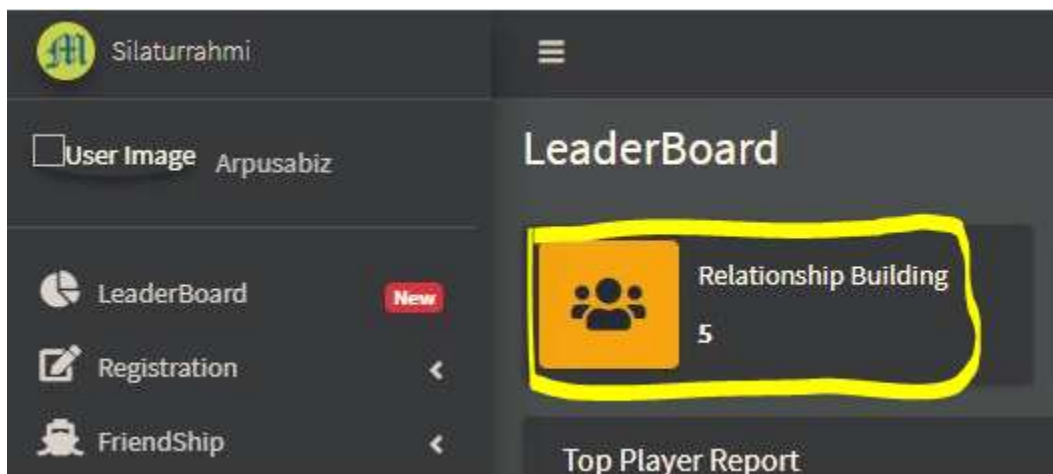 Silaturrahmi
User Image Arpusabiz
LeaderBoard New
Registration
FriendShip
LeaderBoard
Relationship Building
5
Top Player Report